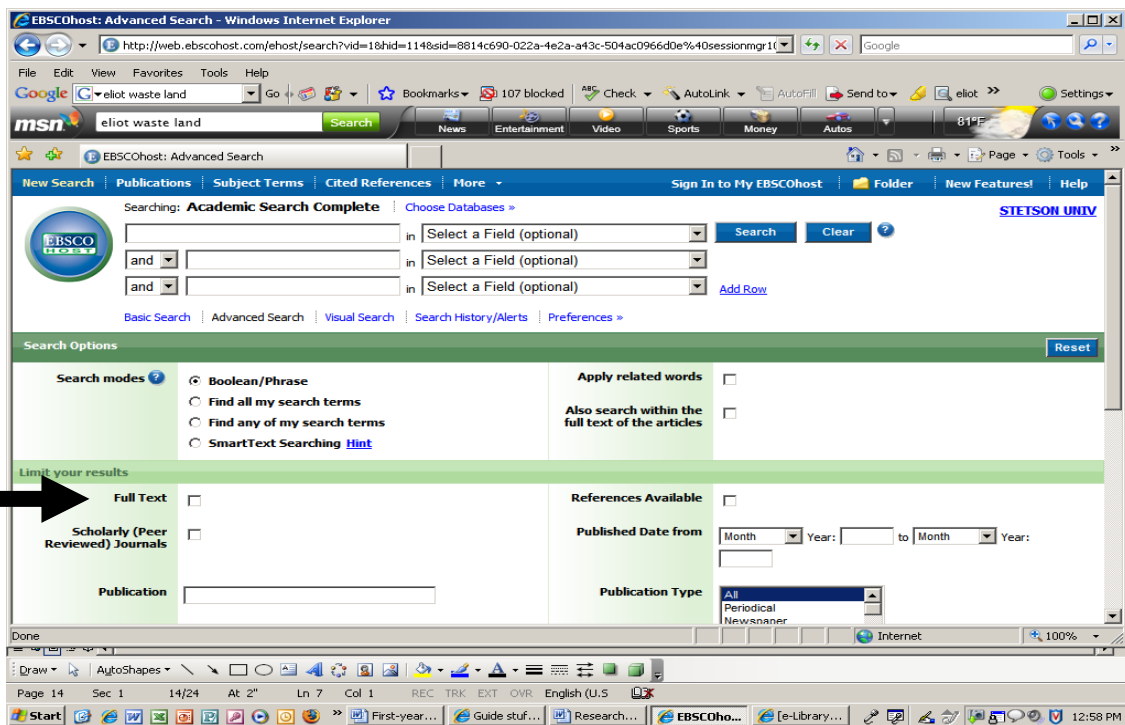 EBSCOhost: Advanced Search - Windows Internet Explorer
http://web.ebscohost.com/ehost/search?vid=1&hid=114&sid=8814c690-022a-4e2a-a43c-504ac0966d0e%40sessionmgr1( Google
File Edit View Favorites Tools Help
Google G eliot waste land Go Bookmarks 107 blocked ABC Check AutoLink AutoFill Send to eliot » Settings
msn eliot waste land Search News Entertainment Video Sports Money Autos 81°F
EBSCOhost: Advanced Search Page Tools »
New Search Publications Subject Terms Cited References More Sign In to My EBSCOhost Folder New Features! Help
Searching: Academic Search Complete Choose Databases » STETSON UNIV
EBSCO HOST in Select a Field (optional) Search Clear ?
and in Select a Field (optional)
and in Select a Field (optional) Add Row
Basic Search Advanced Search Visual Search Search History/Alerts Preferences »
Search Options Reset
Search modes ? Boolean/Phrase Apply related words
Find all my search terms
Find any of my search terms Also search within the full text of the articles
SmartText Searching Hint
Limit your results
Full Text References Available
Scholarly (Peer Reviewed) Journals Published Date from Month Year: to Month Year:
Publication Publication Type All
Periodical
Newspaper
Done Internet 100%
Draw AutoShapes
Page 14 Sec 1 14/24 At 2" Ln 7 Col 1 REC TRK EXT OVR English (U.S
Start » First-year... Guide stuf... Research... EBSCOho... [e-Library... 12:58 PM